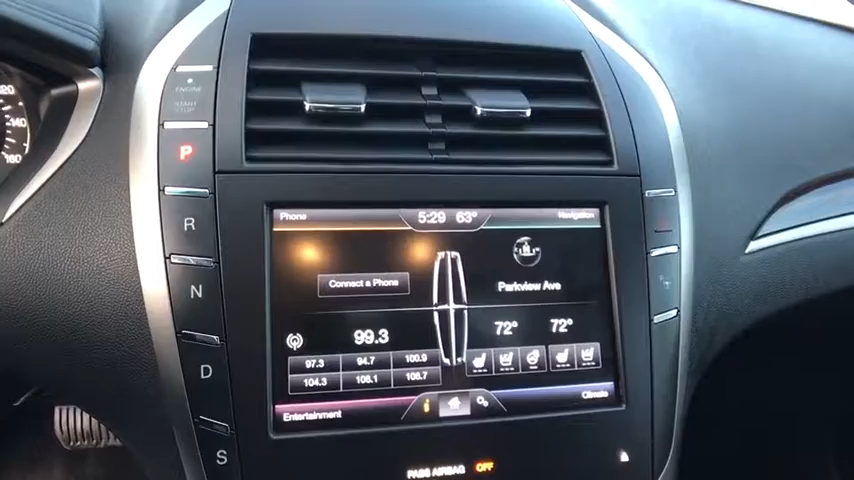 120
140
160
ENGINE
START
STOP
P
R
N
D
S
Phone 5:29 63° Navigation
Connect a Phone
Parkview Ave
99.3
72° 72°
97.3 94.7 100.9
104.3 106.1 106.7
Entertainment
i
Climate
PASS AIRBAG OFF